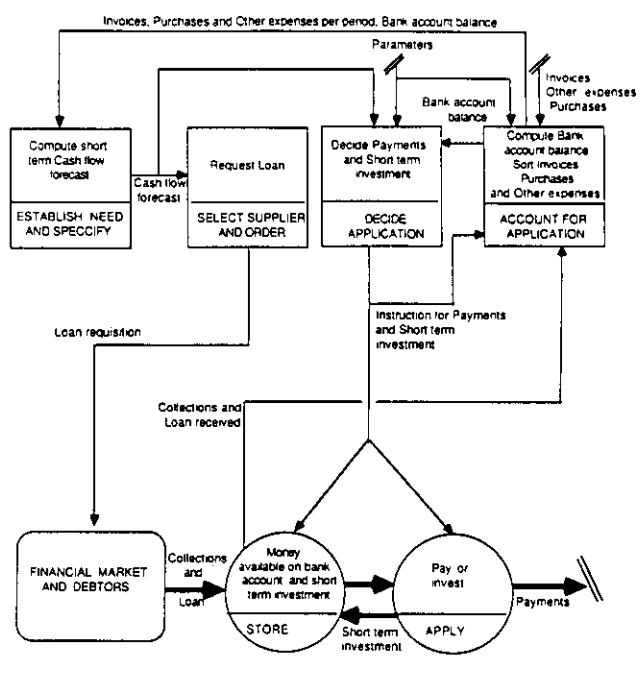 Invoices, Purchases and Other expenses per period, Bank account balance
Parameters
Invoices
Other expenses
Purchases
Bank account
balance
Compute short
term Cash flow
forecast
ESTABLISH NEED
AND SPECCIFY
Cash flow
forecast
Request Loan
SELECT SUPPLIER
AND ORDER
Decide Payments
and Short term
investment
DECIDE
APPLICATION
Compute Bank
account balance
Sort Invoices
Purchases
and Other expenses
ACCOUNT FOR
APPLICATION
Loan requisition
Instruction for Payments
and Short term
investment
Collections and
Loan received
FINANCIAL MARKET
AND DEBTORS
Collections
and
Loan
Money
available on bank
account and short
term investment
STORE
Short term
investment
Pay or
invest
APPLY
Payments